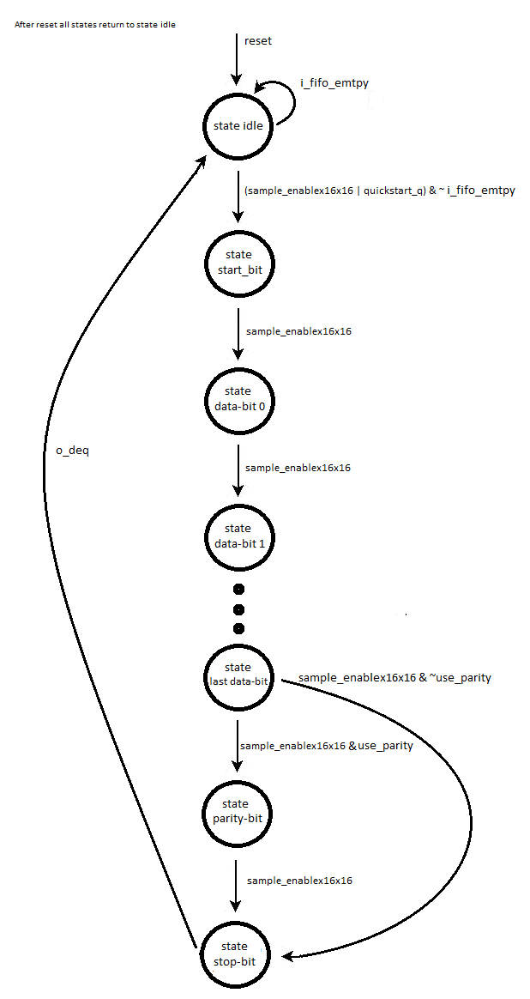 After reset all states return to state idle
reset
i_fifo_emtpy
state idle
(sample_enablex16x16 | quickstart_q) & ~ i_fifo_emtpy
state
start_bit
sample_enablex16x16
state
data-bit 0
sample_enablex16x16
o_deq
state
data-bit 1
state
last data-bit
sample_enablex16x16 & ~use_parity
sample_enablex16x16 &use_parity
state
parity-bit
sample_enablex16x16
state
stop-bit